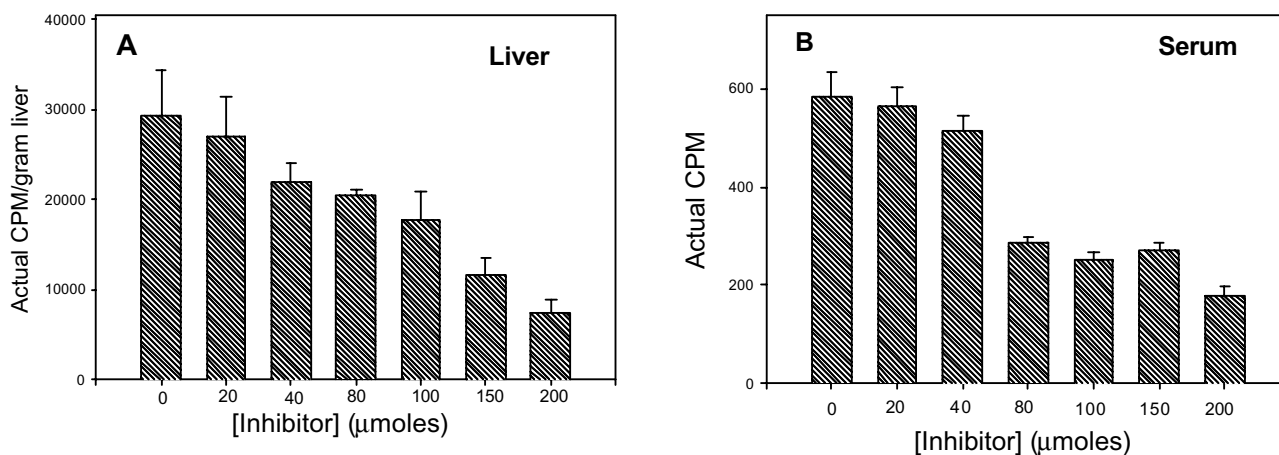 A
Liver
Actual CPM/gram liver
40000
30000
20000
10000
0
0 20 40 80 100 150 200
[Inhibitor] (μmoles)
B
Serum
Actual CPM
600
400
200
0
0 20 40 80 100 150 200
[Inhibitor] (μmoles)